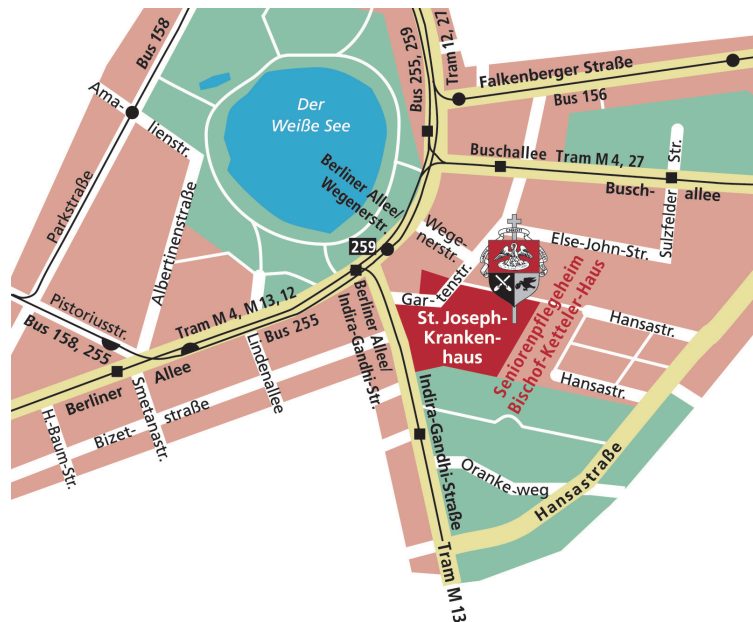 Bus 158
Bus 255, 259
Tram 12, 27
Falkenberger Straße
Bus 156
Ama-
lienstr.
Der
Weiße See
Buschallee Tram M 4, 27
Busch- allee
Sulzfelder Str.
Berliner Allee/
Wegenerstr.
Wege-
nerstr.
Parkstraße
Albertinenstraße
259
Else-John-Str.
Gar-tenstr.
Pistoriusstr.
Bus 158, 255
Tram M 4, M 13, 12
Bus 255
Berliner Allee/
Indira-Gandhi-Str.
St. Joseph-
Kranken-
haus
Seniorenpflegeheim
Bischof-Ketteler-Haus
Hansastr.
Hansastr.
Berliner Allee
Lindenallee
Smetanastr.
H.-Baum-Str.
Bizet- straße
Indira-Gandhi-Straße
Oranke-weg
Hansastraße
Tram M 13